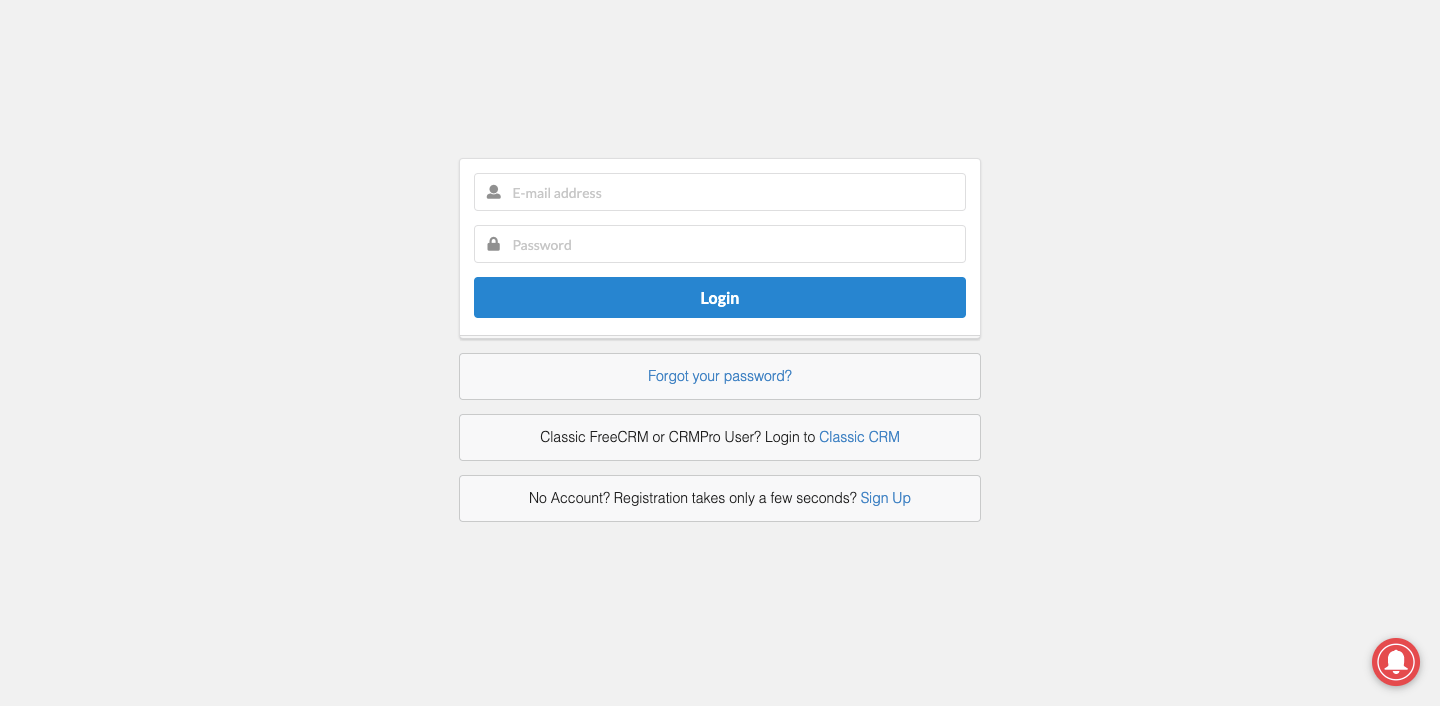 E-mail address
Password
Login
Forgot your password?
Classic FreeCRM or CRMPro User? Login to Classic CRM
No Account? Registration takes only a few seconds? Sign Up